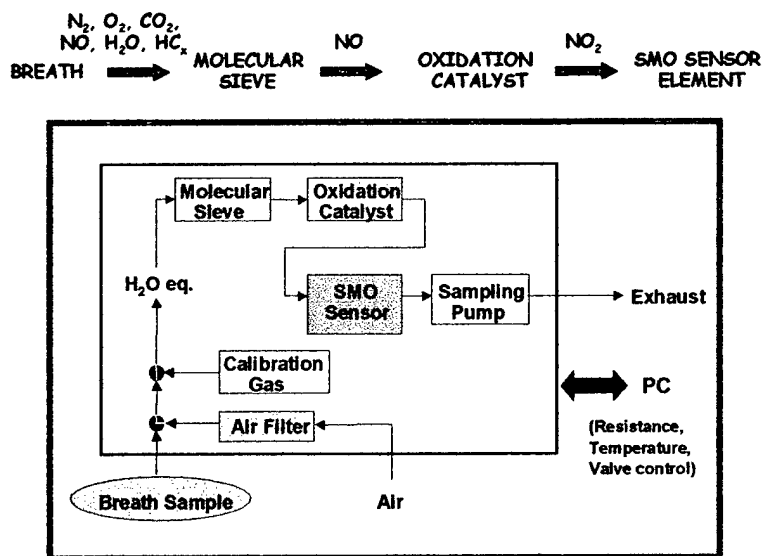 N₂, O₂, CO₂,
NO, H₂O, HCₓ
BREATH
MOLECULAR
SIEVE
NO
OXIDATION
CATALYST
NO₂
SMO SENSOR
ELEMENT
Molecular
Sieve
Oxidation
Catalyst
H₂O eq.
SMO
Sensor
Sampling
Pump
Exhaust
Calibration
Gas
PC
Air Filter
(Resistance,
Temperature,
Valve control)
Breath Sample
Air